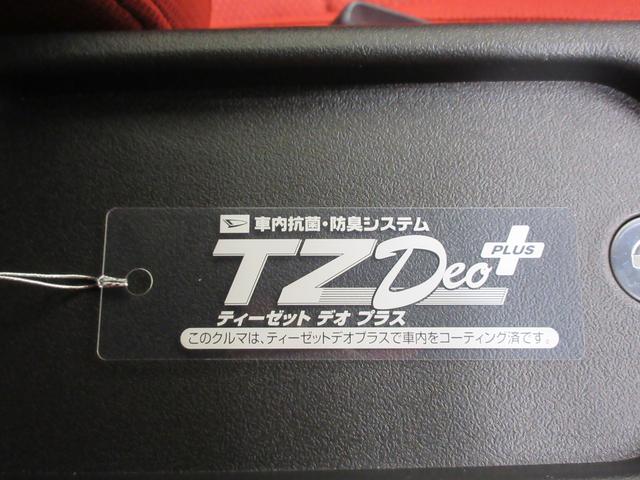 車内抗菌・防臭システム
TZ Deo PLUS
ティーゼット デオ プラス
このクルマは、ティーゼットデオプラスで車内をコーティング済です。